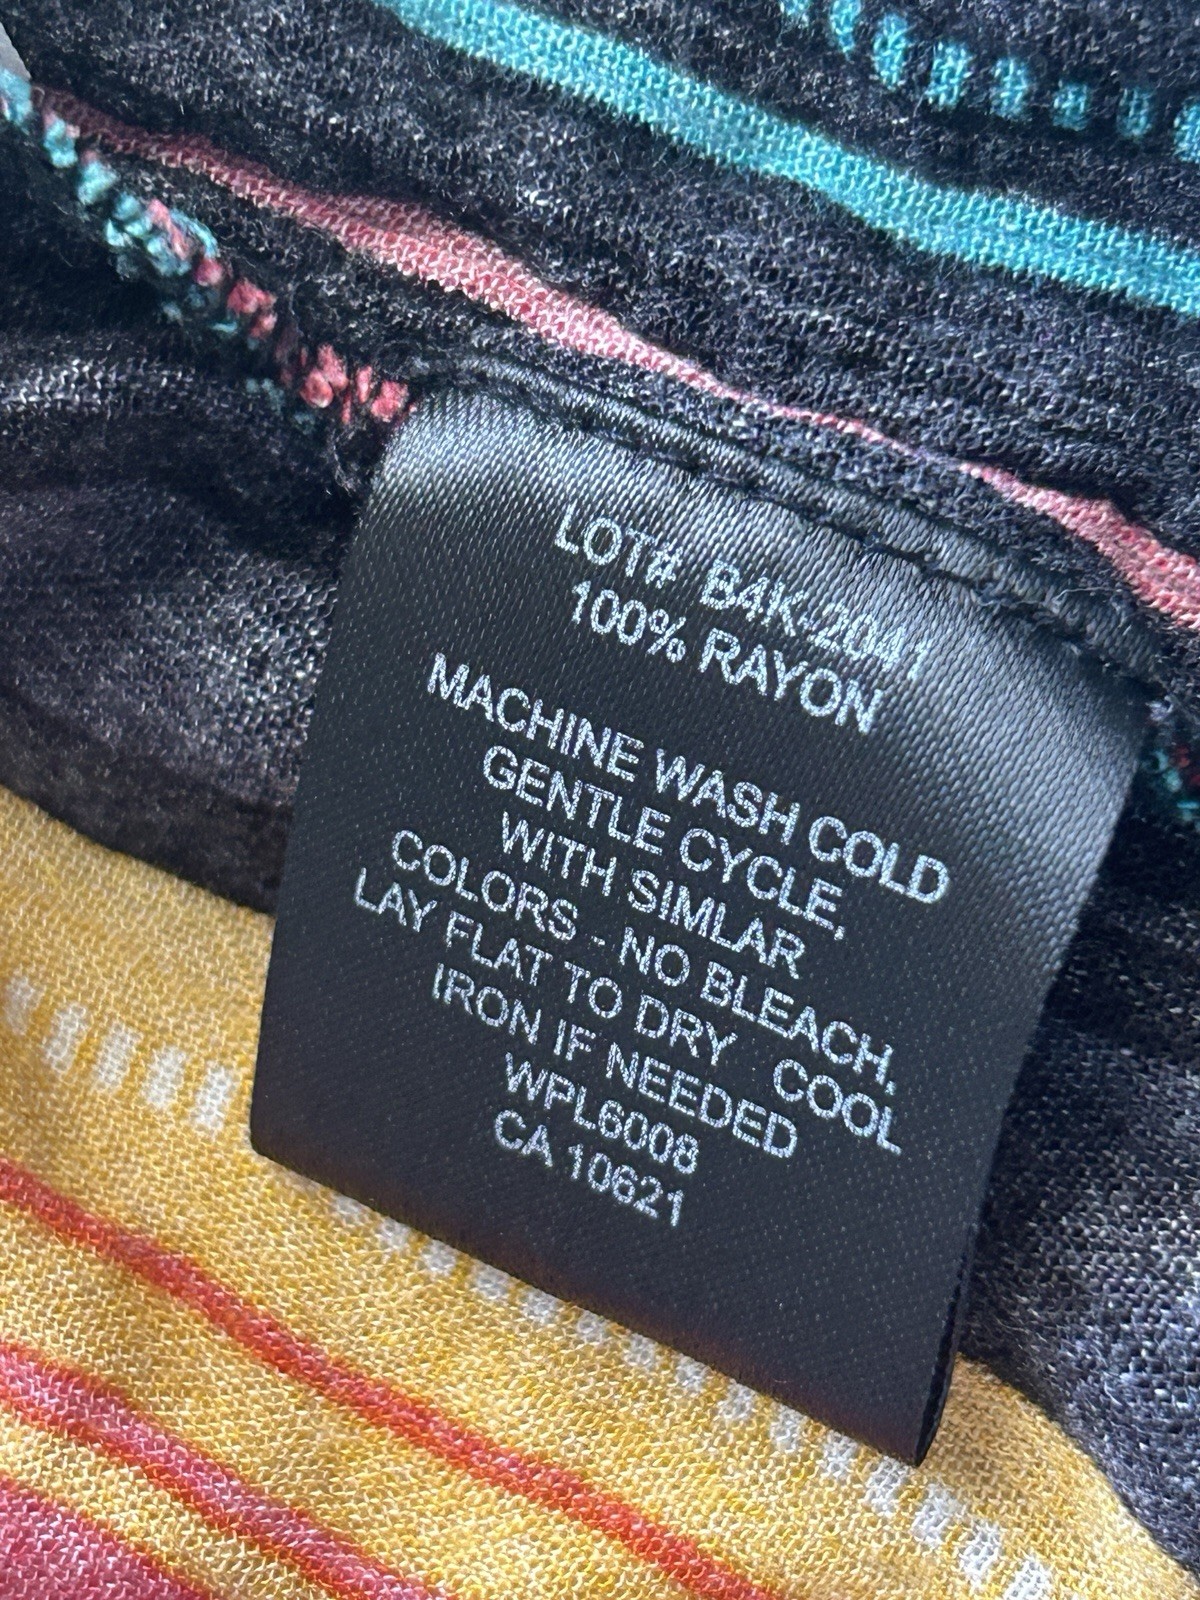 LOT# B4K-2041
100% RAYON
MACHINE WASH COLD
GENTLE CYCLE,
WITH SIMLAR
COLORS - NO BLEACH,
LAY FLAT TO DRY COOL
IRON IF NEEDED
WPL6008
CA 10621